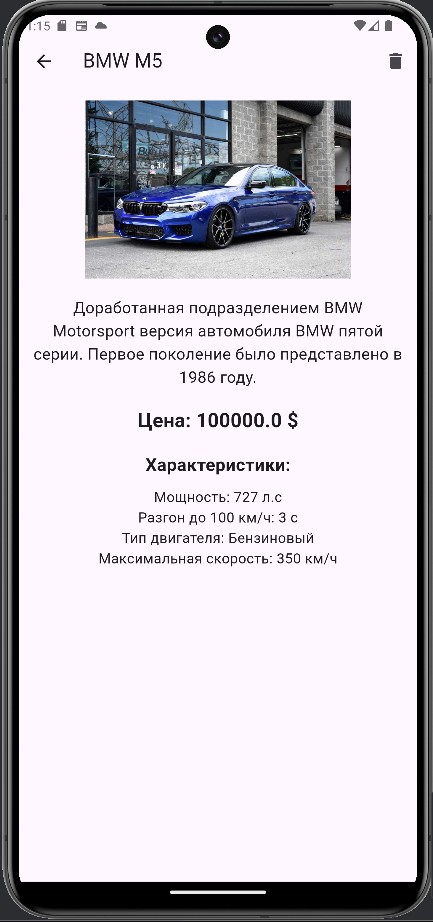 1:15
BMW M5
Доработанная подразделением BMW
Motorsport версия автомобиля BMW пятой
серии. Первое поколение было представлено в
1986 году.
Цена: 100000.0 $
Характеристики:
Мощность: 727 л.с
Разгон до 100 км/ч: 3 с
Тип двигателя: Бензиновый
Максимальная скорость: 350 км/ч